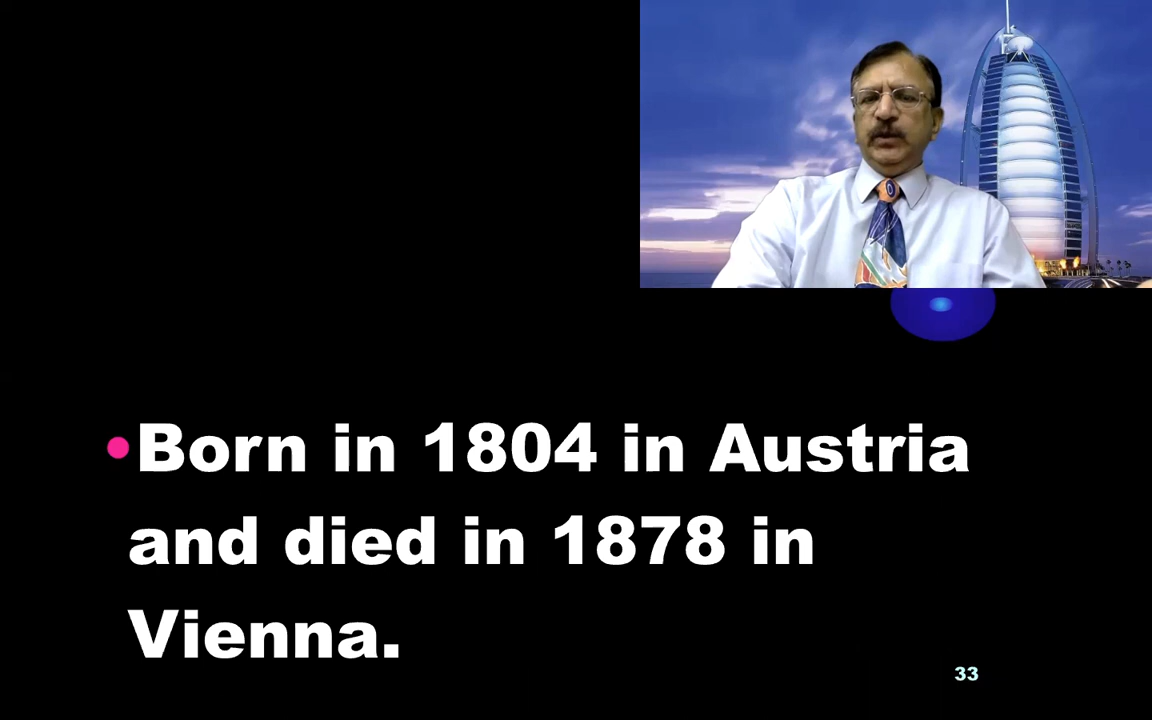 •Born in 1804 in Austria
and died in 1878 in
Vienna.
33